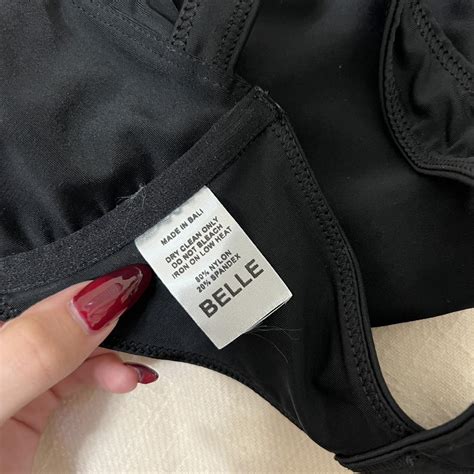 MADE IN BALI
DRY CLEAN ONLY
DO NOT BLEACH
IRON ON LOW HEAT
80% NYLON
20% SPANDEX
BELLE